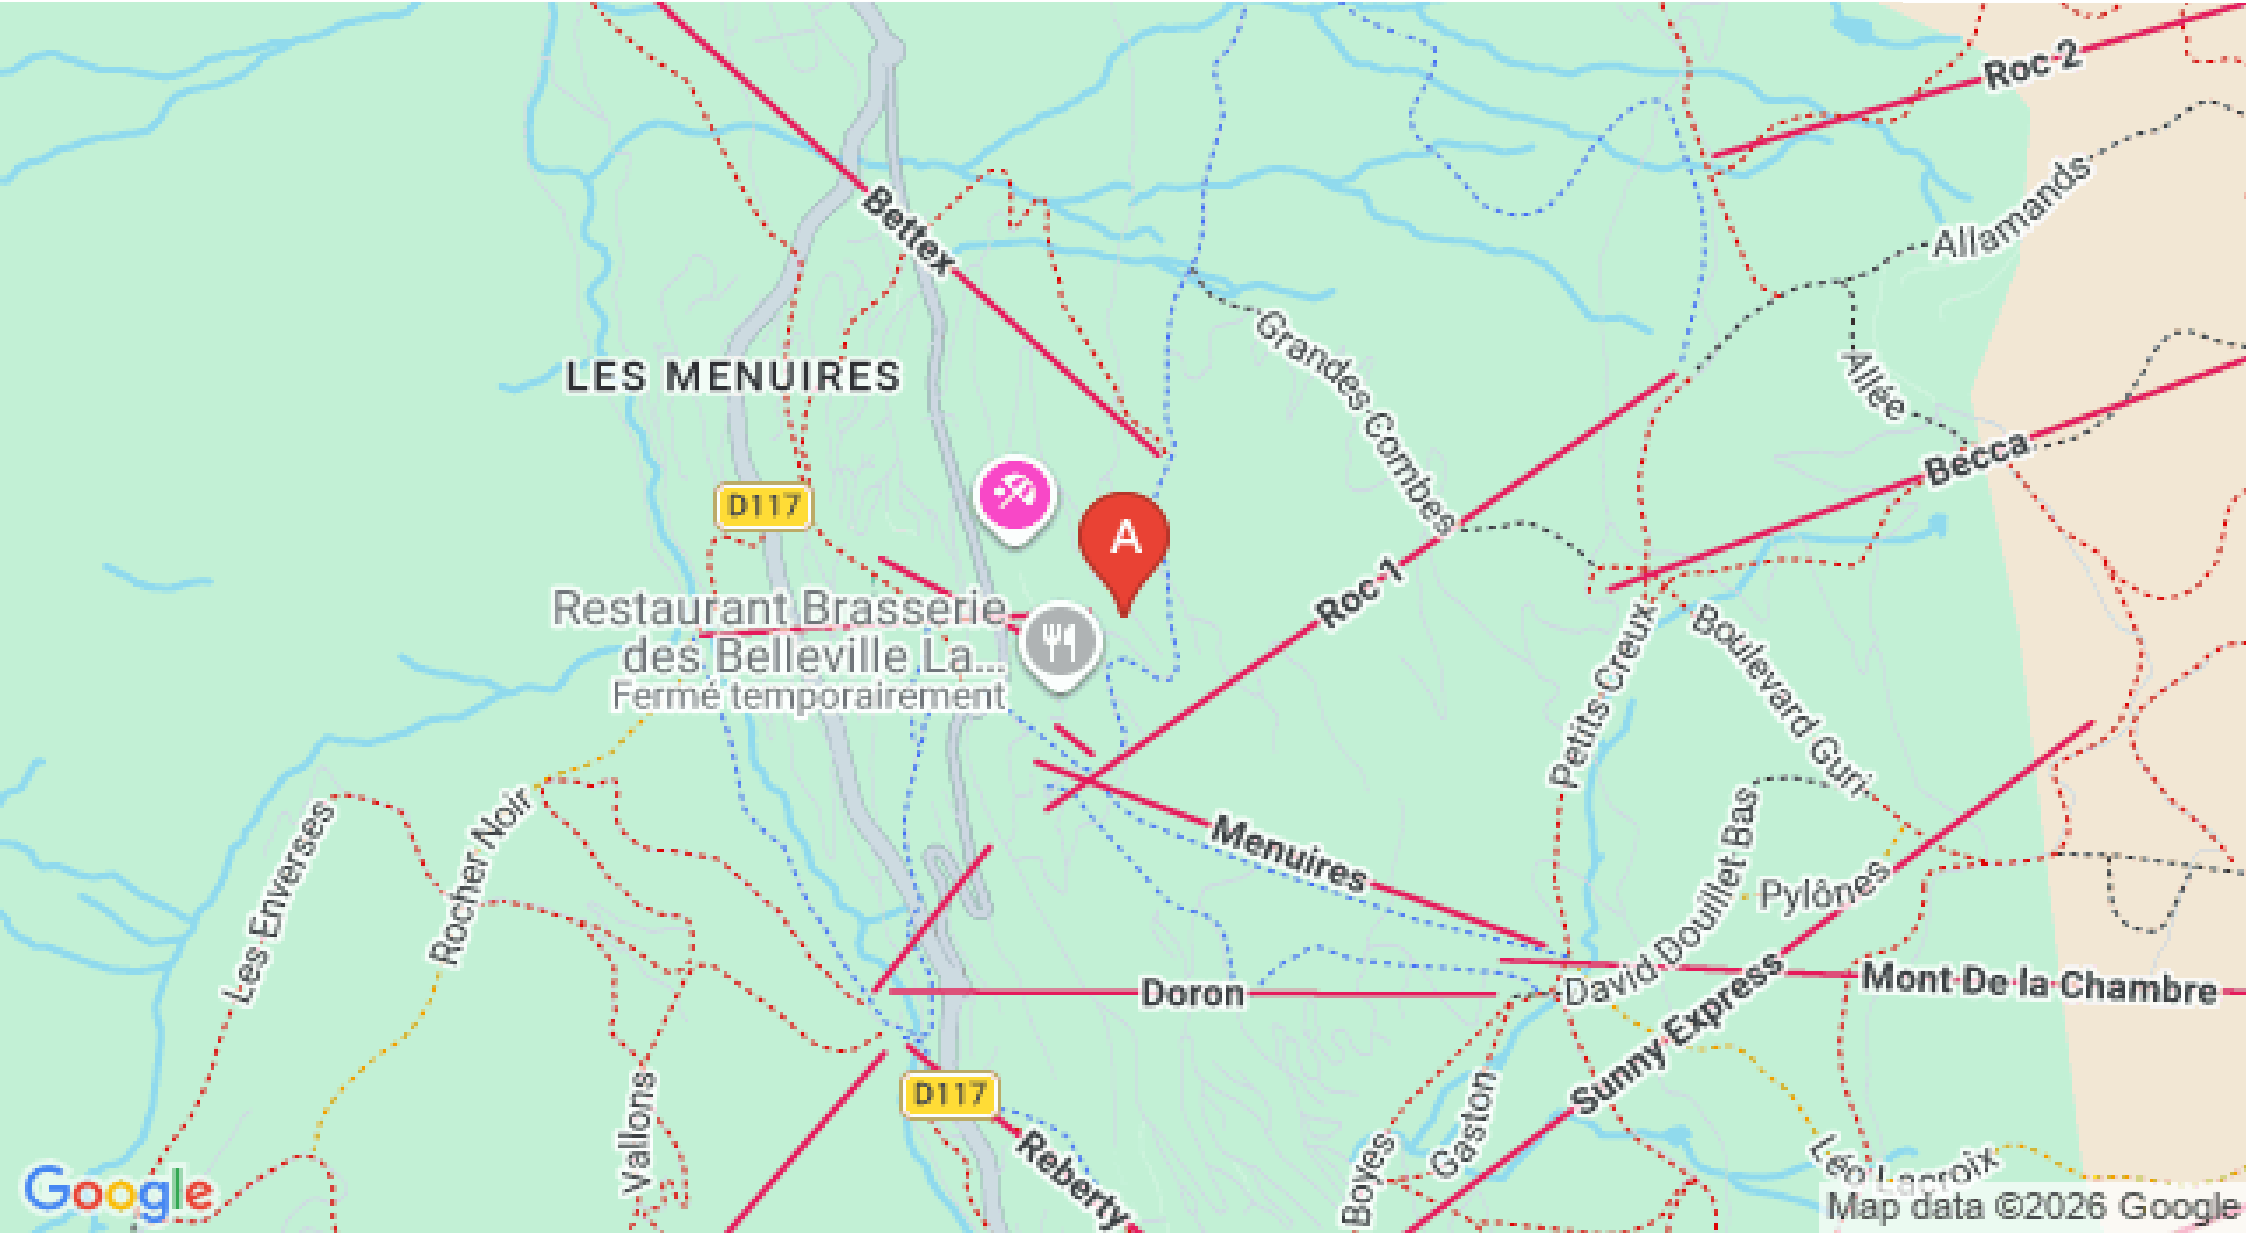 Roc 2
Allamands
Bettex
Grandes Combes
Allée
LES MENUIRES
Becca
D117
A
Roc 1
Restaurant Brasserie
des Belleville La...
Fermé temporairement
Petits Creux
Boulevard Guri
Les Enverses
Rocher Noir
Menuires
David Douillet Bas
Pylônes
Doron
Mont De la Chambre
Sunny Express
D117
Vallons
Reberty
Boyes
Gaston
Léo Lacroix
Google
Map data ©2026 Google